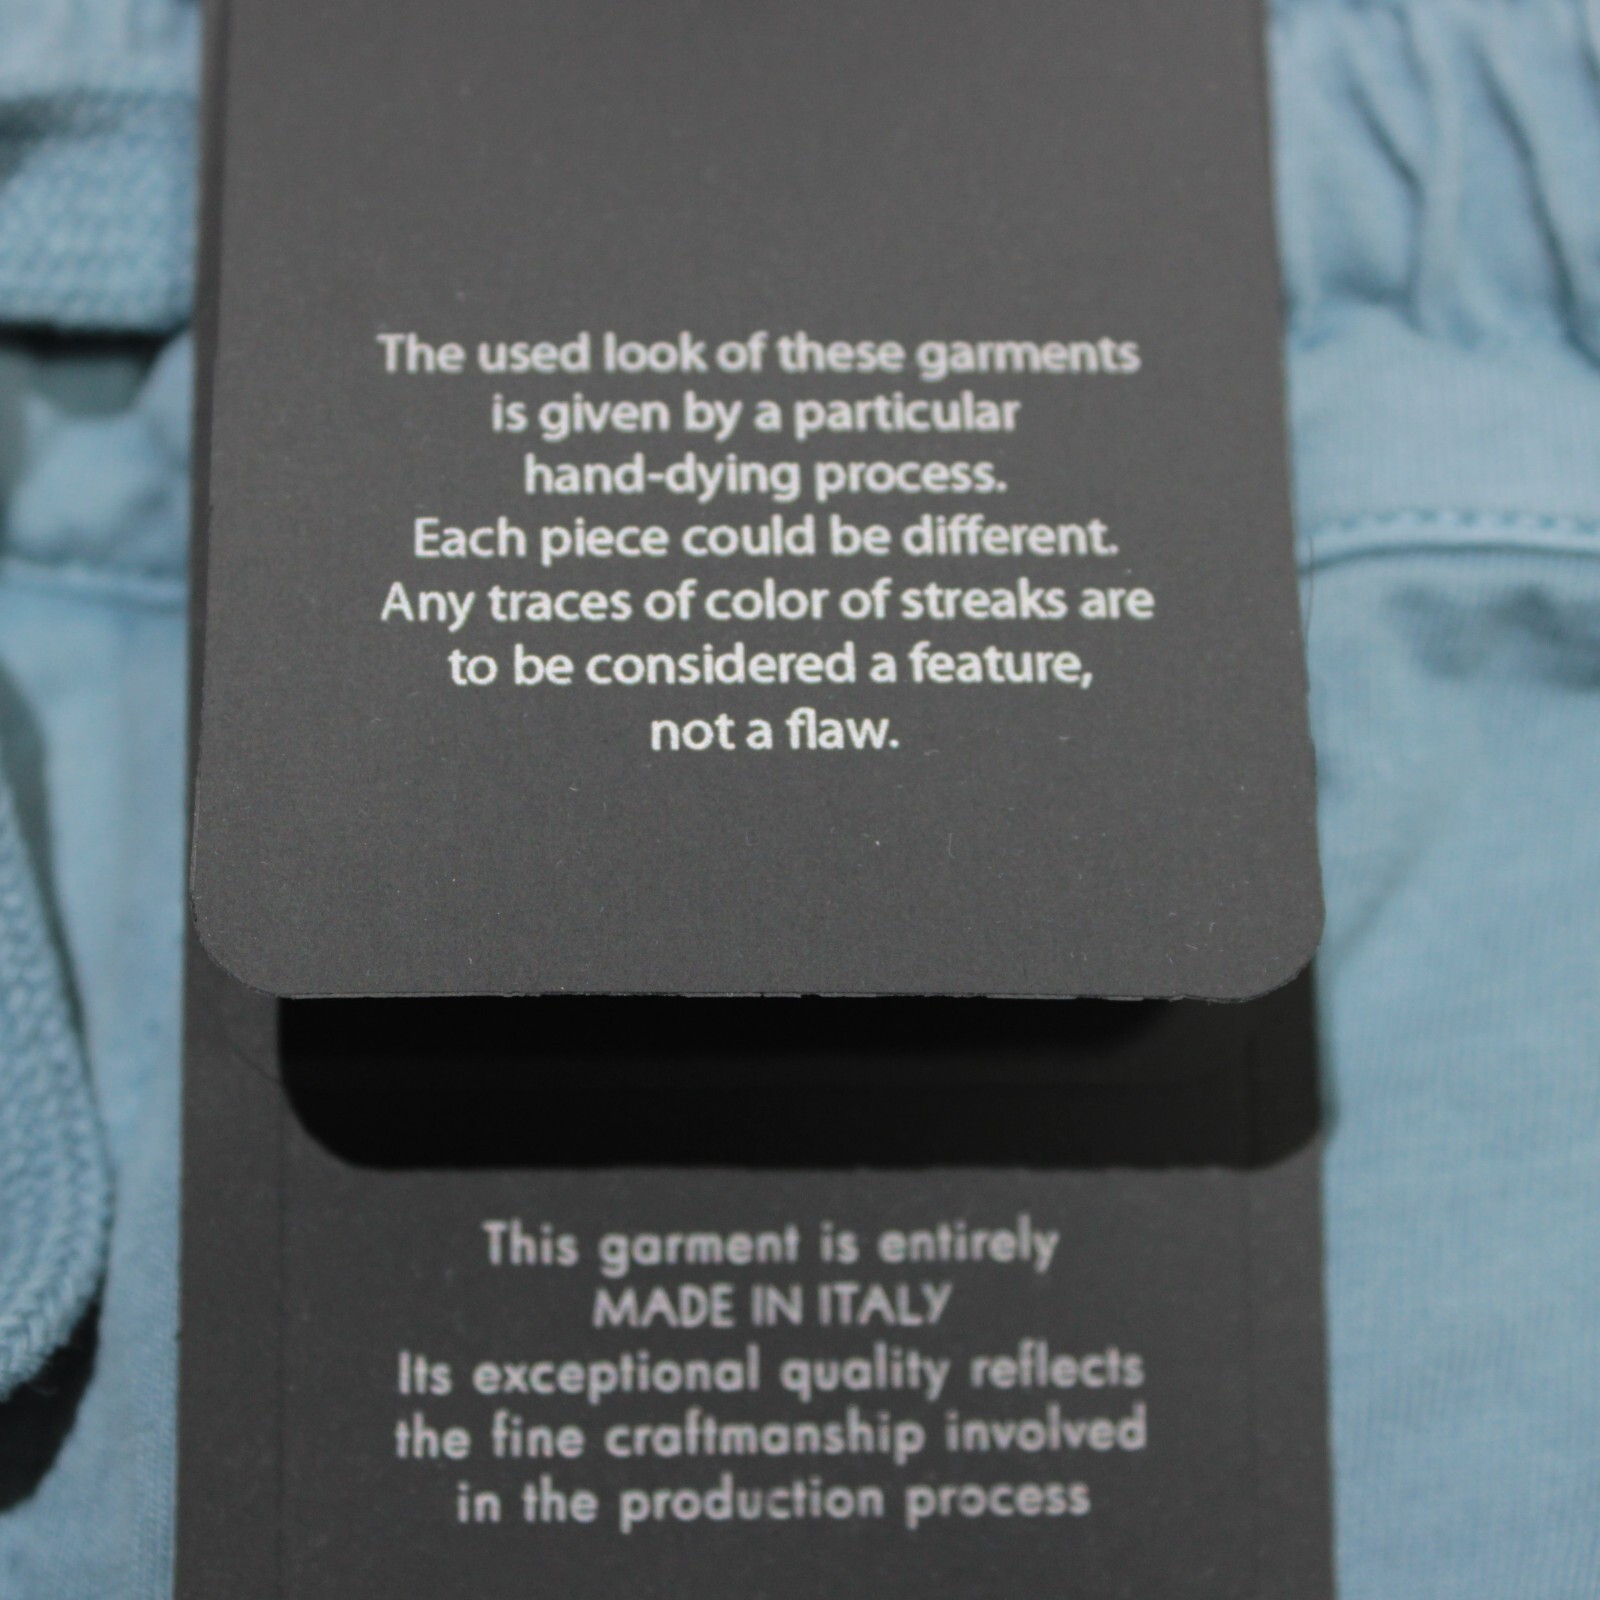 The used look of these garments
is given by a particular
hand-dying process.
Each piece could be different.
Any traces of color of streaks are
to be considered a feature,
not a flaw.
This garment is entirely
MADE IN ITALY
Its exceptional quality reflects
the fine craftmanship involved
in the production process